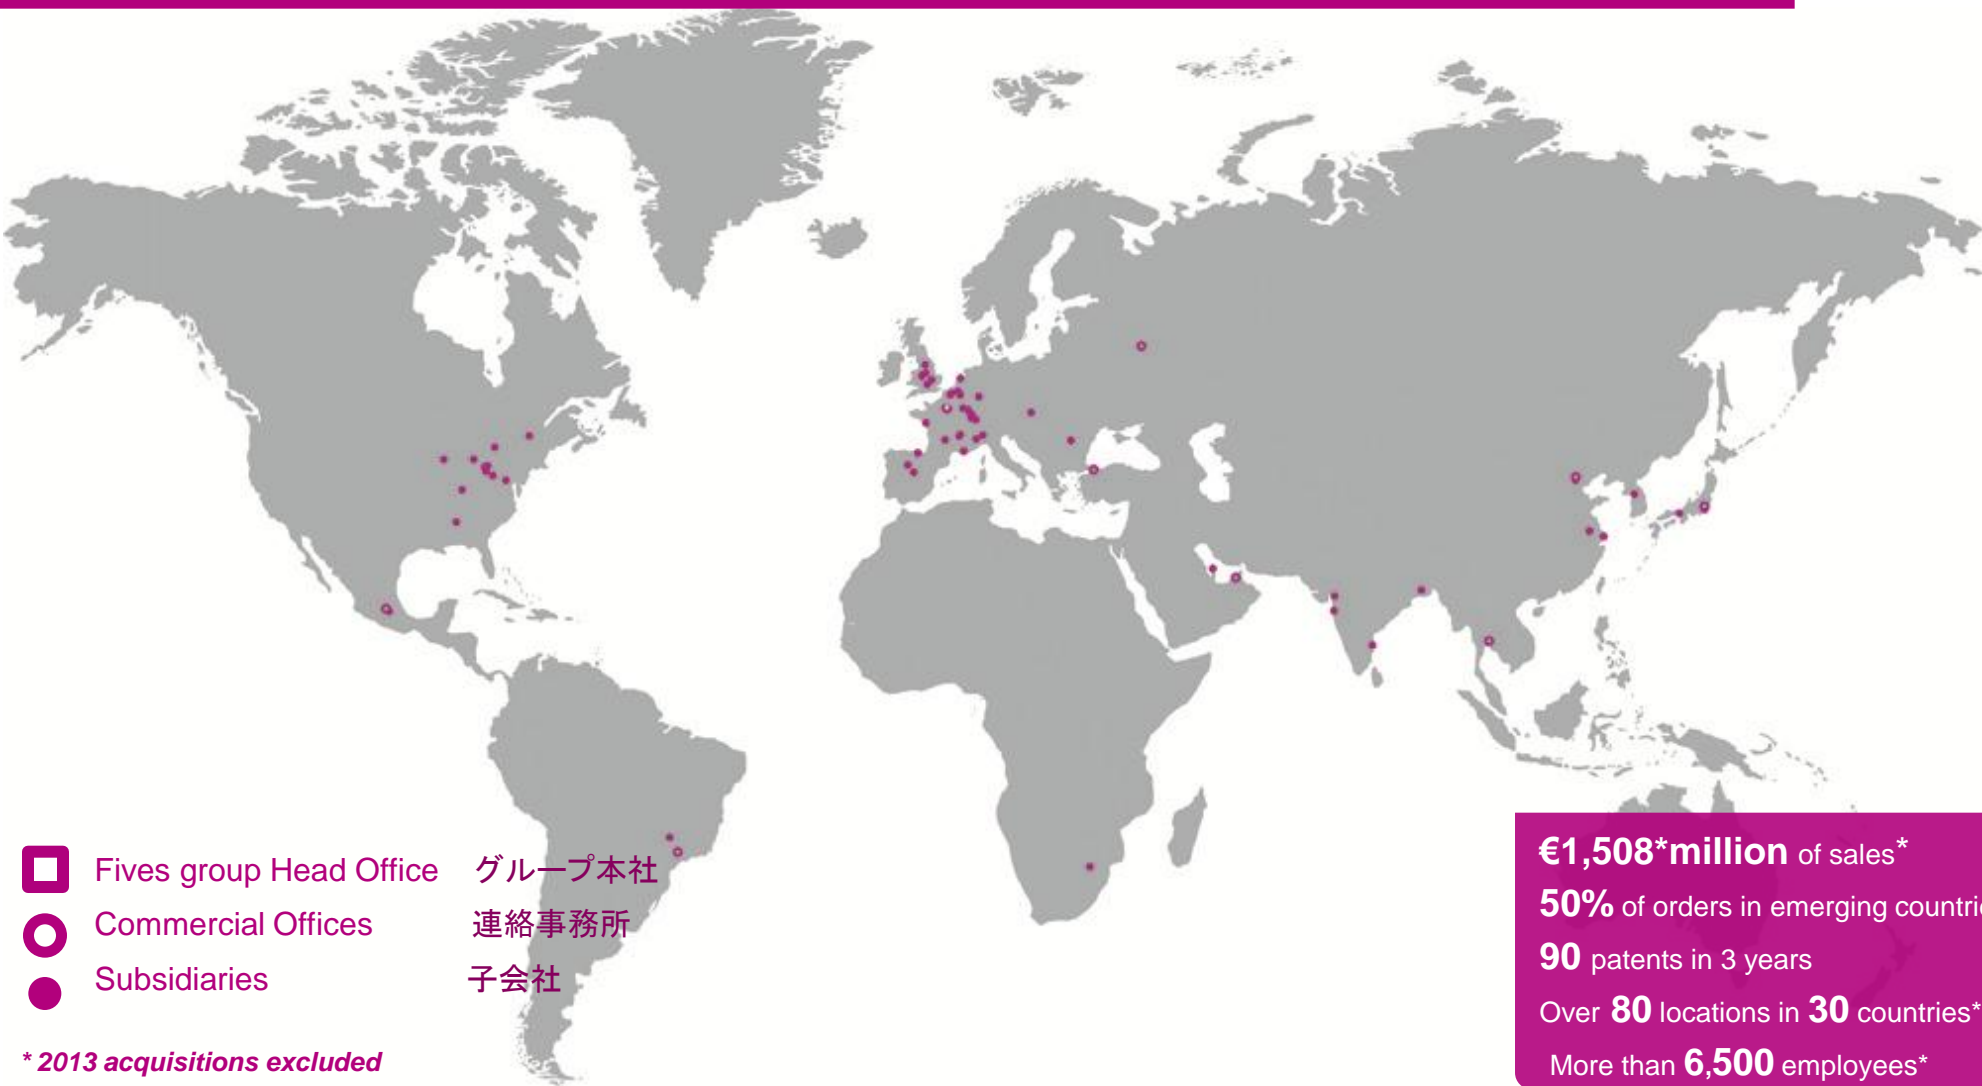 Fives group Head Office グループ本社
Commercial Offices 連絡事務所
Subsidiaries 子会社
* 2013 acquisitions excluded
€1,508*million of sales*
50% of orders in emerging
90 patents in 3 years
Over 80 locations in 30 countries*
More than 6,500 employees*